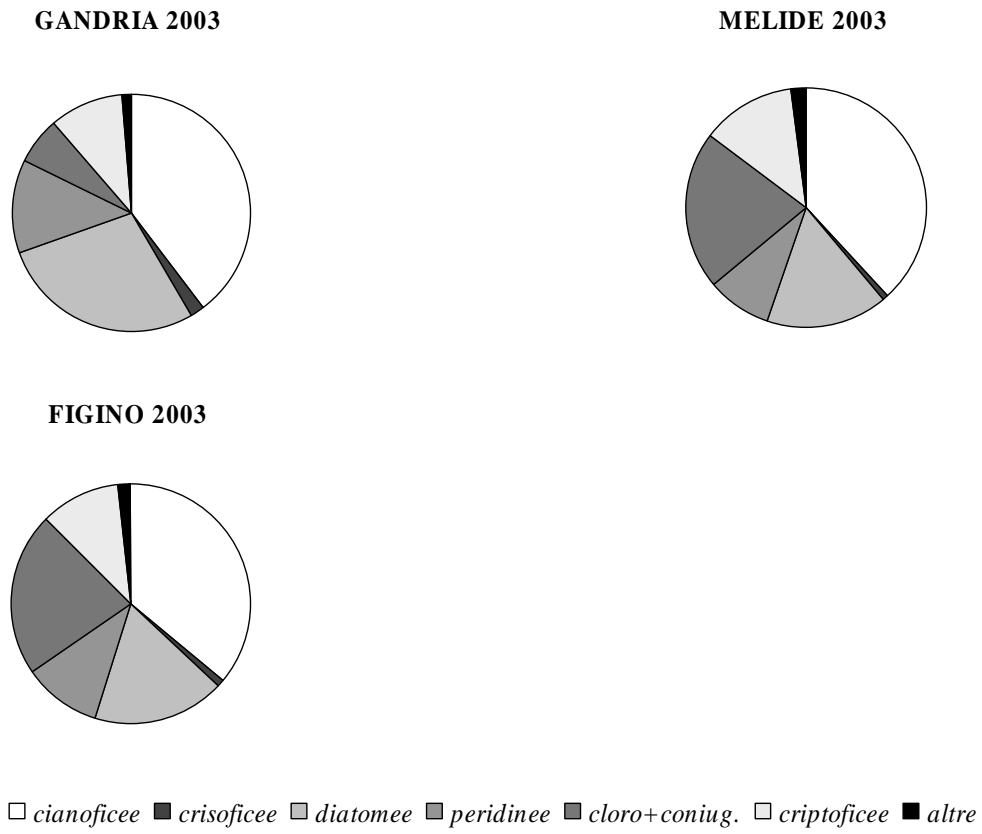 GANDRIA 2003
MELIDE 2003
FIGINO 2003
cianoficee crisoficee diatomee peridinee cloro+coniug. criptoficee altre